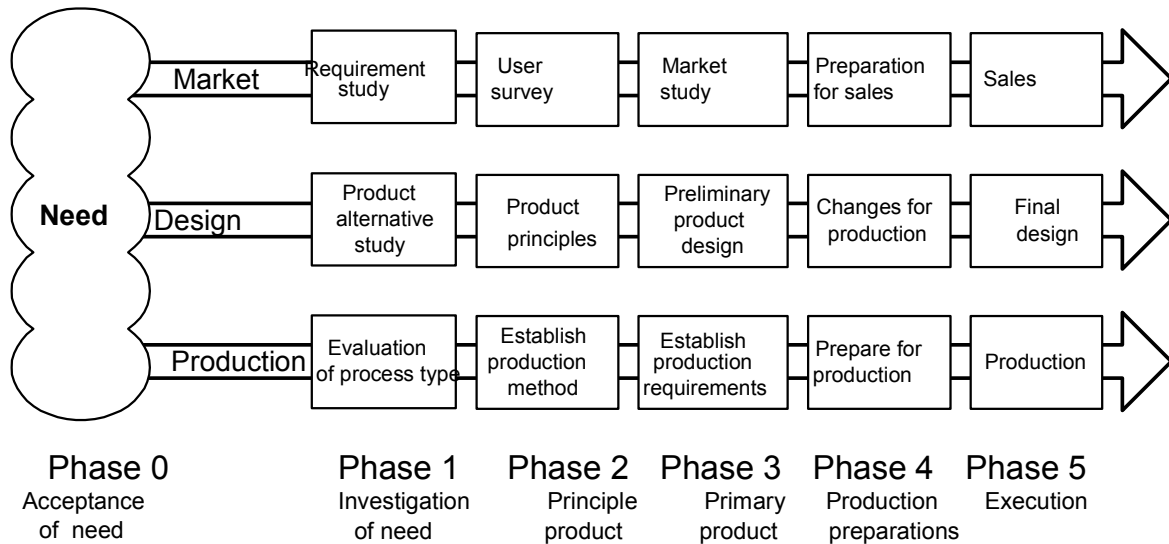 Market
Requirement
study
User
survey
Market
study
Preparation
for sales
Sales
Need
Design
Product
alternative
study
Product
principles
Preliminary
product
design
Changes for
production
Final
design
Production
Evaluation
of process type
Establish
production
method
Establish
production
requirements
Prepare for
production
Production
Phase 0
Acceptance
of need
Phase 1
Investigation
of need
Phase 2
Principle
product
Phase 3
Primary
product
Phase 4
Production
preparations
Phase 5
Execution